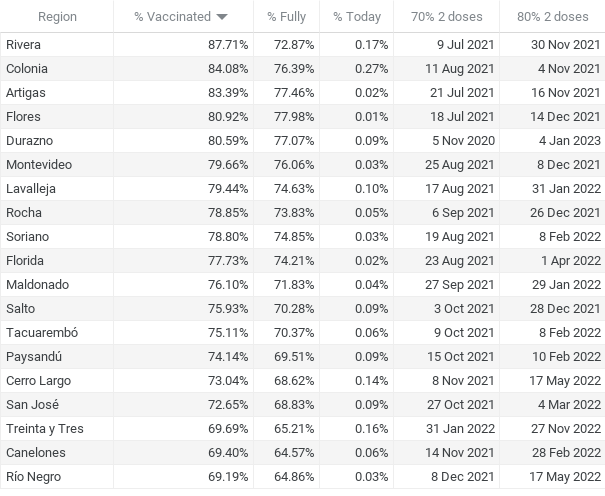 Region % Vaccinated % Fully % Today 70% 2 doses 80% 2 doses
Rivera 87.71% 72.87% 0.17% 9 Jul 2021 30 Nov 2021
Colonia 84.08% 76.39% 0.27% 11 Aug 2021 4 Nov 2021
Artigas 83.39% 77.46% 0.02% 21 Jul 2021 16 Nov 2021
Flores 80.92% 77.98% 0.01% 18 Jul 2021 14 Dec 2021
Durazno 80.59% 77.07% 0.09% 5 Nov 2020 4 Jan 2023
Montevideo 79.66% 76.06% 0.03% 25 Aug 2021 8 Dec 2021
Lavalleja 79.44% 74.63% 0.10% 17 Aug 2021 31 Jan 2022
Rocha 78.85% 73.83% 0.05% 6 Sep 2021 26 Dec 2021
Soriano 78.80% 74.85% 0.03% 19 Aug 2021 8 Feb 2022
Florida 77.73% 74.21% 0.02% 23 Aug 2021 1 Apr 2022
Maldonado 76.10% 71.83% 0.04% 27 Sep 2021 29 Jan 2022
Salto 75.93% 70.28% 0.09% 3 Oct 2021 28 Dec 2021
Tacuarembó 75.11% 70.37% 0.06% 9 Oct 2021 8 Feb 2022
Paysandú 74.14% 69.51% 0.09% 15 Oct 2021 10 Feb 2022
Cerro Largo 73.04% 68.62% 0.14% 8 Nov 2021 17 May 2022
San José 72.65% 68.83% 0.09% 27 Oct 2021 4 Mar 2022
Treinta y Tres 69.69% 65.21% 0.16% 31 Jan 2022 27 Nov 2022
Canelones 69.40% 64.57% 0.06% 14 Nov 2021 28 Feb 2022
Río Negro 69.19% 64.86% 0.03% 8 Dec 2021 17 May 2022